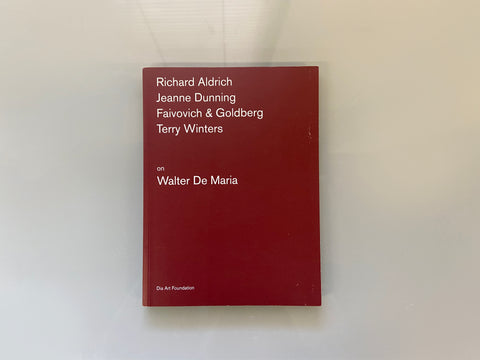 Richard Aldrich
Jeanne Dunning
Faivovich & Goldberg
Terry Winters
on
Walter De Maria
Dia Art Foundation